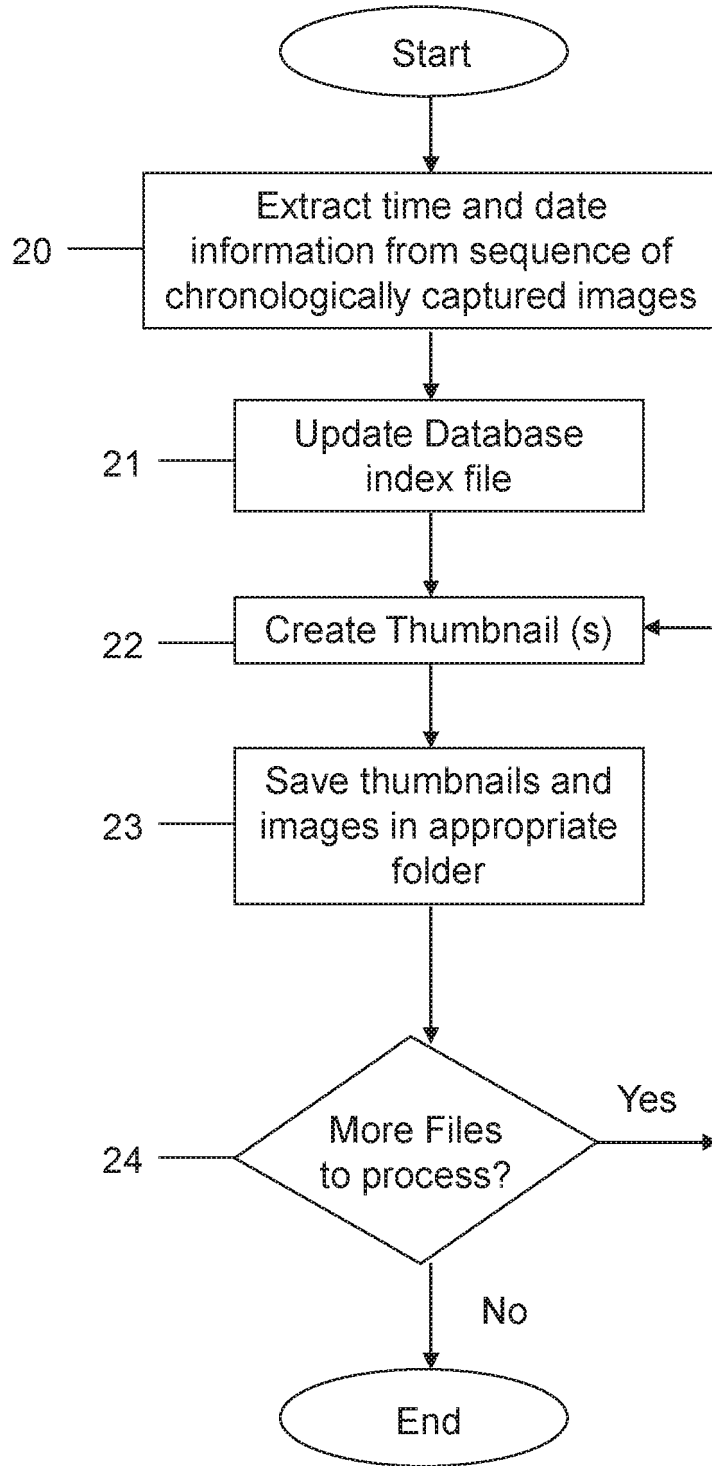 Start
20
Extract time and date
information from sequence of
chronologically captured images
21
Update Database
index file
22
Create Thumbnail (s)
23
Save thumbnails and
images in appropriate
folder
24
More Files
to process?
Yes
No
End